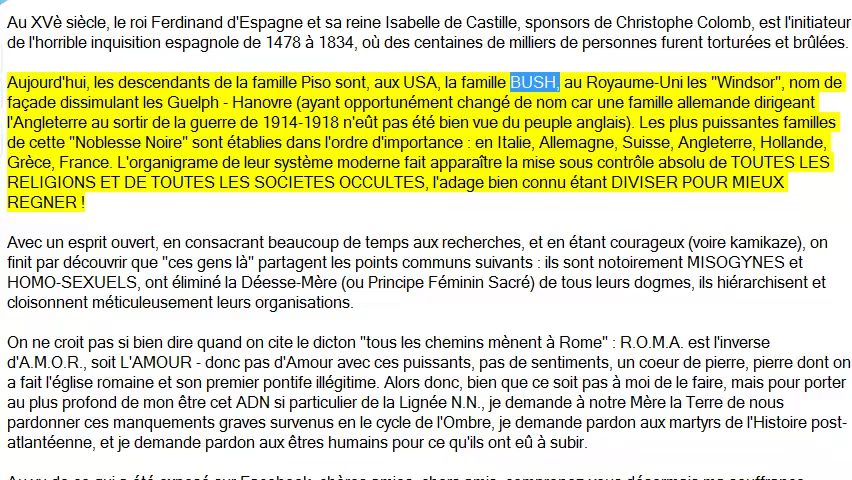 Au XVè siècle, le roi Ferdinand d'Espagne et sa reine Isabelle de Castille, sponsors de Christophe Colomb, est l'initiateur
de l'horrible inquisition espagnole de 1478 à 1834, où des centaines de milliers de personnes furent torturées et brûlées.
Aujourd'hui, les descendants de la famille Piso sont, aux USA, la famille BUSH, au Royaume-Uni les "Windsor", nom de
façade dissimulant les Guelph - Hanovre (ayant opportunément changé de nom car une famille allemande dirigeant
l'Angleterre au sortir de la guerre de 1914-1918 n'eût pas été bien vue du peuple anglais). Les plus puissantes familles
de cette "Noblesse Noire" sont établies dans l'ordre d'importance : en Italie, Allemagne, Suisse, Angleterre, Hollande,
Grèce, France. L'organigrame de leur système moderne fait apparaître la mise sous contrôle absolu de TOUTES LES
RELIGIONS ET DE TOUTES LES SOCIETES OCCULTES, l'adage bien connu étant DIVISER POUR MIEUX
REGNER !
Avec un esprit ouvert, en consacrant beaucoup de temps aux recherches, et en étant courageux (voire kamikaze), on
finit par découvrir que "ces gens là" partagent les points communs suivants : ils sont notoirement MISOGYNES et
HOMO-SEXUELS, ont éliminé la Déesse-Mère (ou Principe Féminin Sacré) de tous leurs dogmes, ils hiérarchisent et
cloisonnent méticuleusement leurs organisations.
On ne croit pas si bien dire quand on cite le dicton "tous les chemins mènent à Rome" : R.O.M.A. est l'inverse
d'A.M.O.R., soit L'AMOUR - donc pas d'Amour avec ces puissants, pas de sentiments, un coeur de pierre, pierre dont on
a fait l'église romaine et son premier pontife illégitime. Alors donc, bien que ce soit pas à moi de le faire, mais pour porter
au plus profond de mon être cet ADN si particulier de la Lignée N.N., je demande à notre Mère la Terre de nous
pardonner ces manquements graves survenus en le cycle de l'Ombre, je demande pardon aux martyrs de l'Histoire post-
atlantéenne, et je demande pardon aux êtres humains pour ce qu'ils ont eû à subir.